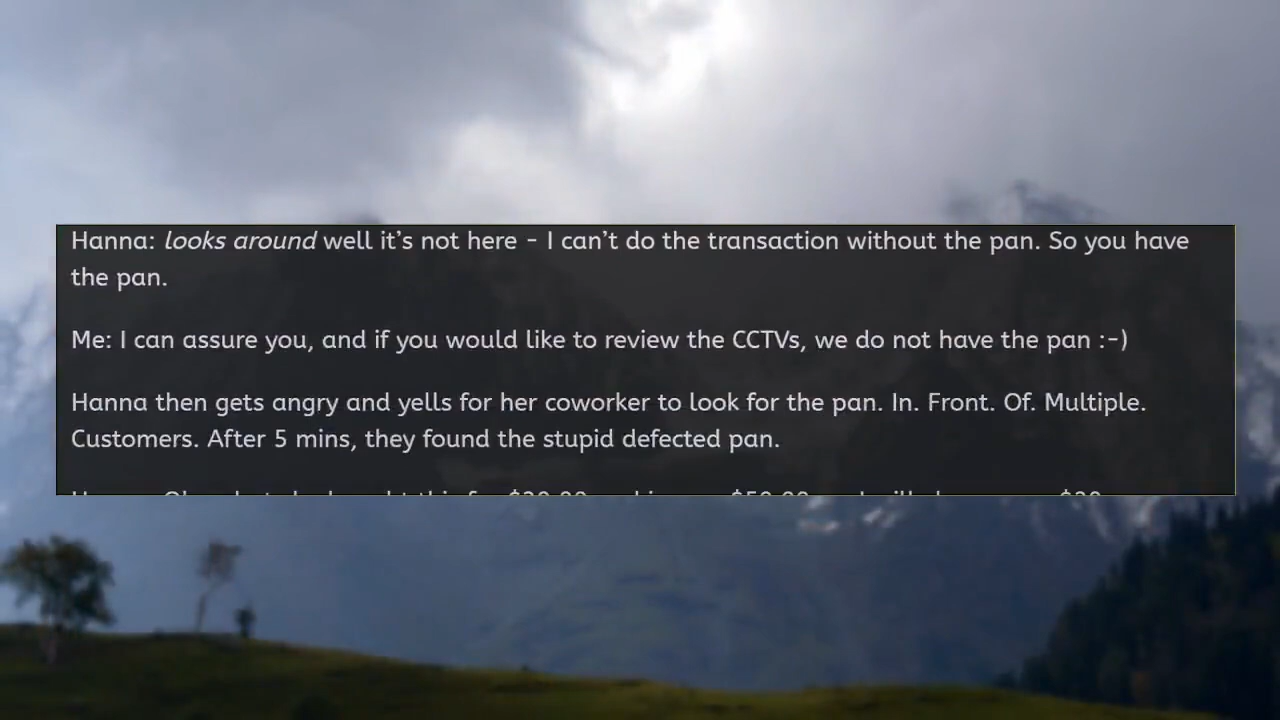 Hanna: looks around well it’s not here - I can’t do the transaction without the pan. So you have
the pan.
Me: I can assure you, and if you would like to review the CCTVs, we do not have the pan :-)
Hanna then gets angry and yells for her coworker to look for the pan. In. Front. Of. Multiple.
Customers. After 5 mins, they found the stupid defected pan.